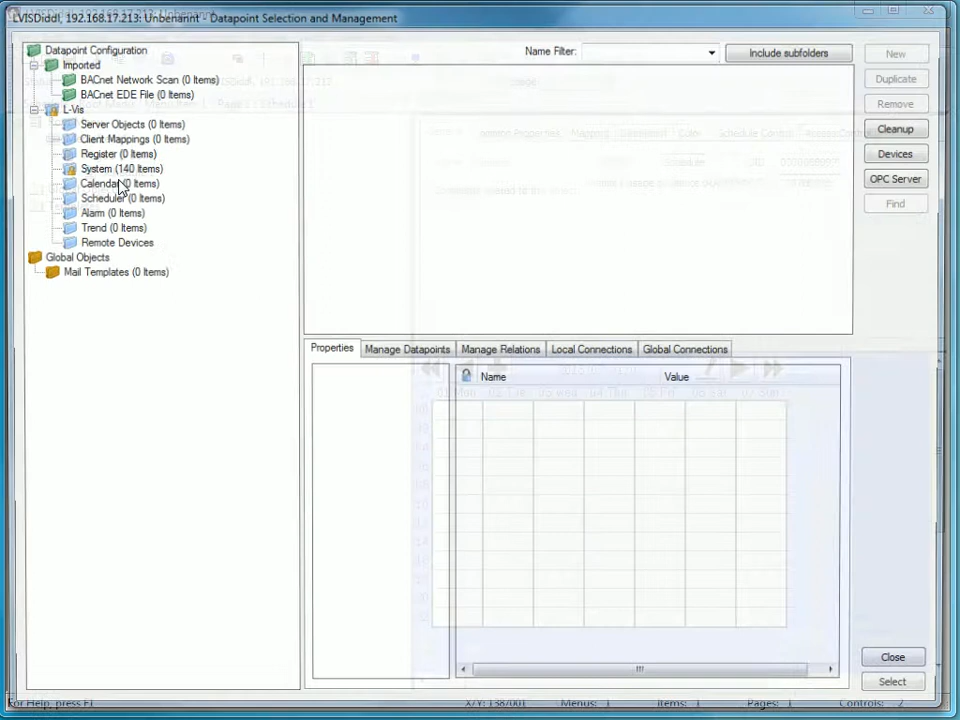 LVISDiddl, 192.168.17.213: Unbenannt - Datapoint Selection and Management
Datapoint Configuration
Name Filter:
Include subfolders
New
Imported
BACnet Network Scan (0 Items)
Duplicate
BACnet EDE File (0 Items)
Remove
L-Vis
Server Objects (0 Items)
Cleanup
Client Mappings (0 Items)
Register (0 Items)
Devices
System (140 Items)
Calendar (0 Items)
OPC Server
Scheduler (0 Items)
Find
Alarm (0 Items)
Trend (0 Items)
Remote Devices
Global Objects
Mail Templates (0 Items)
Properties
Manage Datapoints
Manage Relations
Local Connections
Global Connections
Name
Value
Close
Select
For Help, press F1
X/Y: 138/001
Menus: 1
Items: 1
Pages: 1
Controls: 2